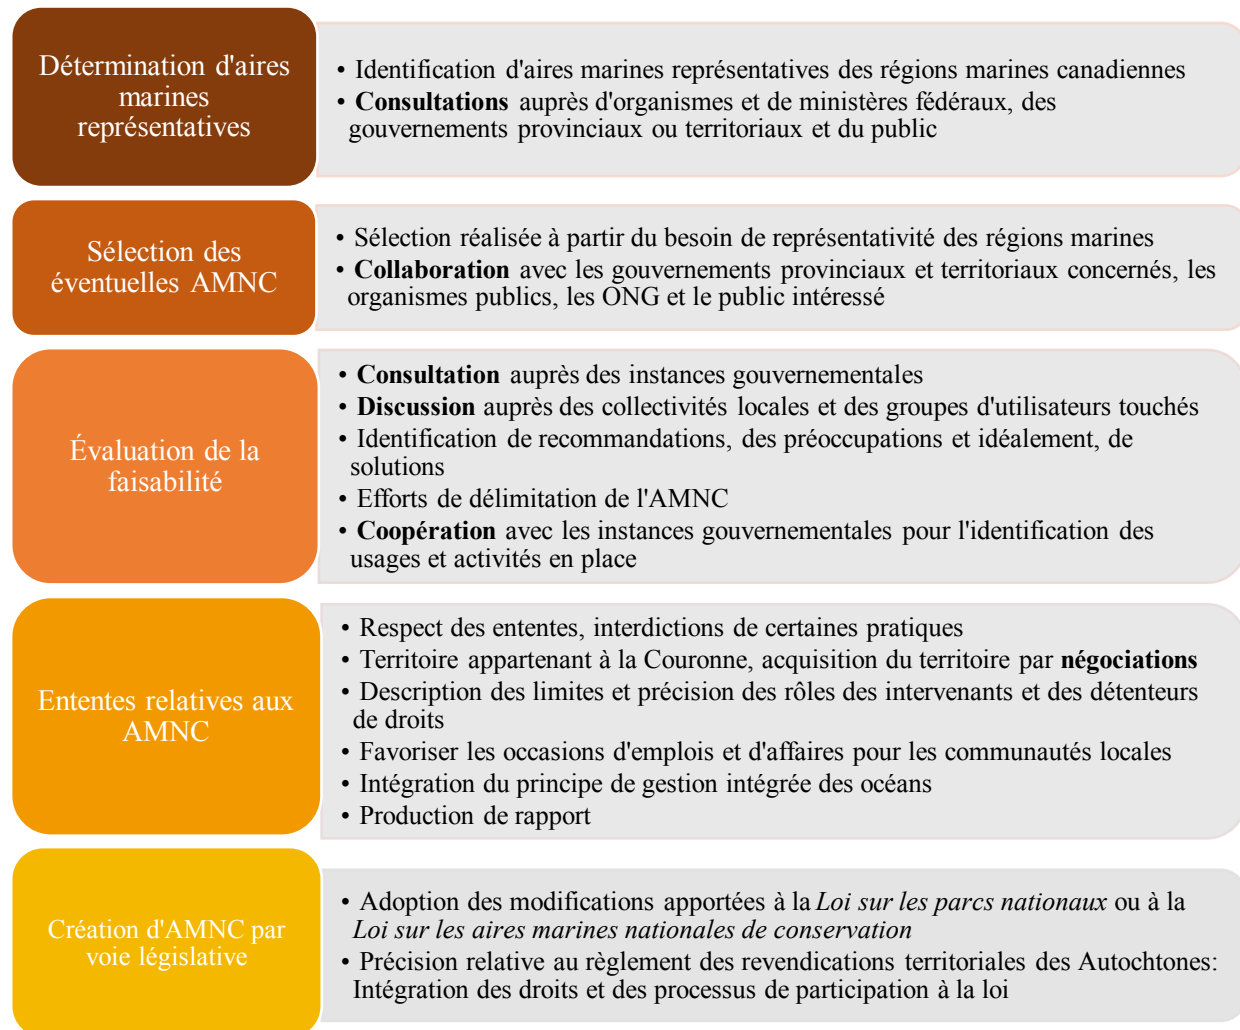 Détermination d'aires
marines
représentatives
• Identification d'aires marines représentatives des régions marines canadiennes
• Consultations auprès d'organismes et de ministères fédéraux, des
gouvernements provinciaux ou territoriaux et du public
Sélection des
éventuelles AMNC
• Sélection réalisée à partir du besoin de représentativité des régions marines
• Collaboration avec les gouvernements provinciaux et territoriaux concernés, les
organismes publics, les ONG et le public intéressé
Évaluation de la
faisabilité
• Consultation auprès des instances gouvernementales
• Discussion auprès des collectivités locales et des groupes d'utilisateurs touchés
• Identification de recommandations, des préoccupations et idéalement, de
solutions
• Efforts de délimitation de l'AMNC
• Coopération avec les instances gouvernementales pour l'identification des
usages et activités en place
Ententes relatives aux
AMNC
• Respect des ententes, interdictions de certaines pratiques
• Territoire appartenant à la Couronne, acquisition du territoire par négociations
• Description des limites et précision des rôles des intervenants et des détenteurs
de droits
• Favoriser les occasions d'emplois et d'affaires pour les communautés locales
• Intégration du principe de gestion intégrée des océans
• Production de rapport
Création d'AMNC par
voie législative
• Adoption des modifications apportées à la Loi sur les parcs nationaux ou à la
Loi sur les aires marines nationales de conservation
• Précision relative au règlement des revendications territoriales des Autochtones:
Intégration des droits et des processus de participation à la loi